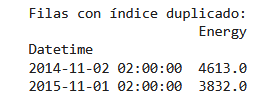 Filas con índice duplicado:
Energy
Datetime
2014-11-02 02:00:00 4613.0
2015-11-01 02:00:00 3832.0